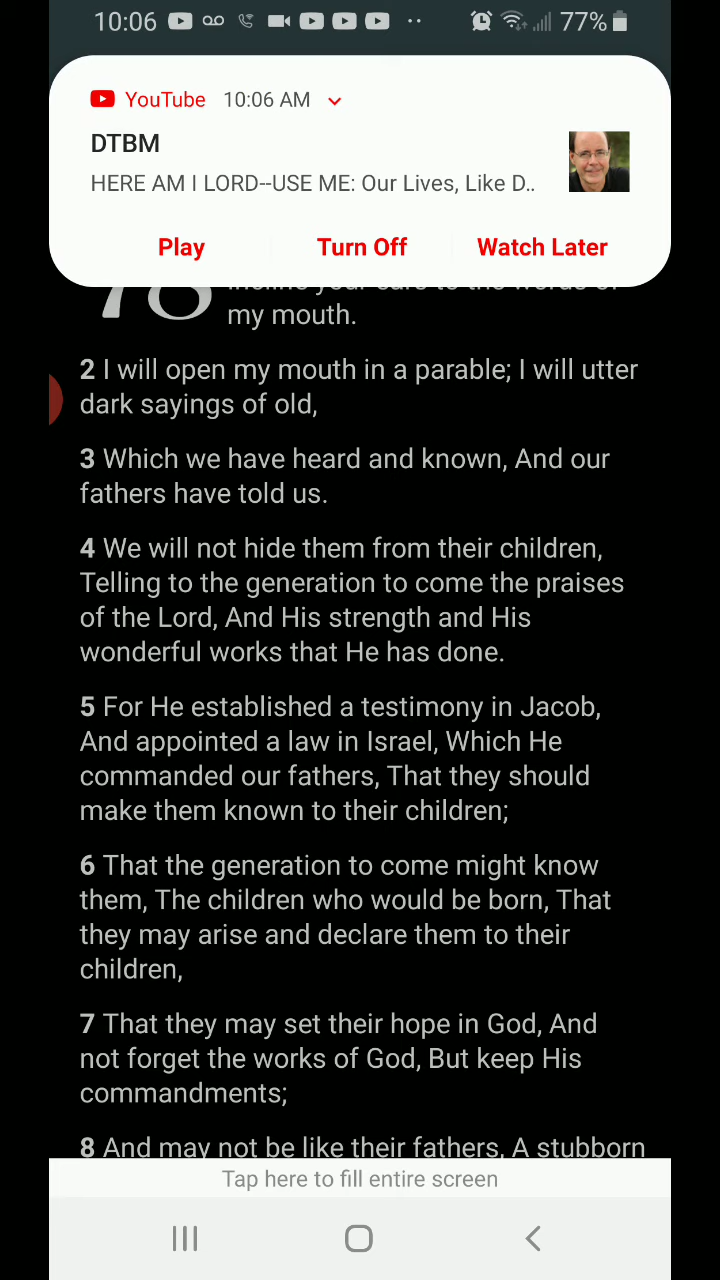 10:06 77%
YouTube 10:06 AM
DTBM
HERE AM I LORD--USE ME: Our Lives, Like D..
Play Turn Off Watch Later
78 incline your ears to the words of
my mouth.
2 I will open my mouth in a parable; I will utter
dark sayings of old,
3 Which we have heard and known, And our
fathers have told us.
4 We will not hide them from their children,
Telling to the generation to come the praises
of the Lord, And His strength and His
wonderful works that He has done.
5 For He established a testimony in Jacob,
And appointed a law in Israel, Which He
commanded our fathers, That they should
make them known to their children;
6 That the generation to come might know
them, The children who would be born, That
they may arise and declare them to their
children,
7 That they may set their hope in God, And
not forget the works of God, But keep His
commandments;
8 And may not be like their fathers, A stubborn
Tap here to fill entire screen